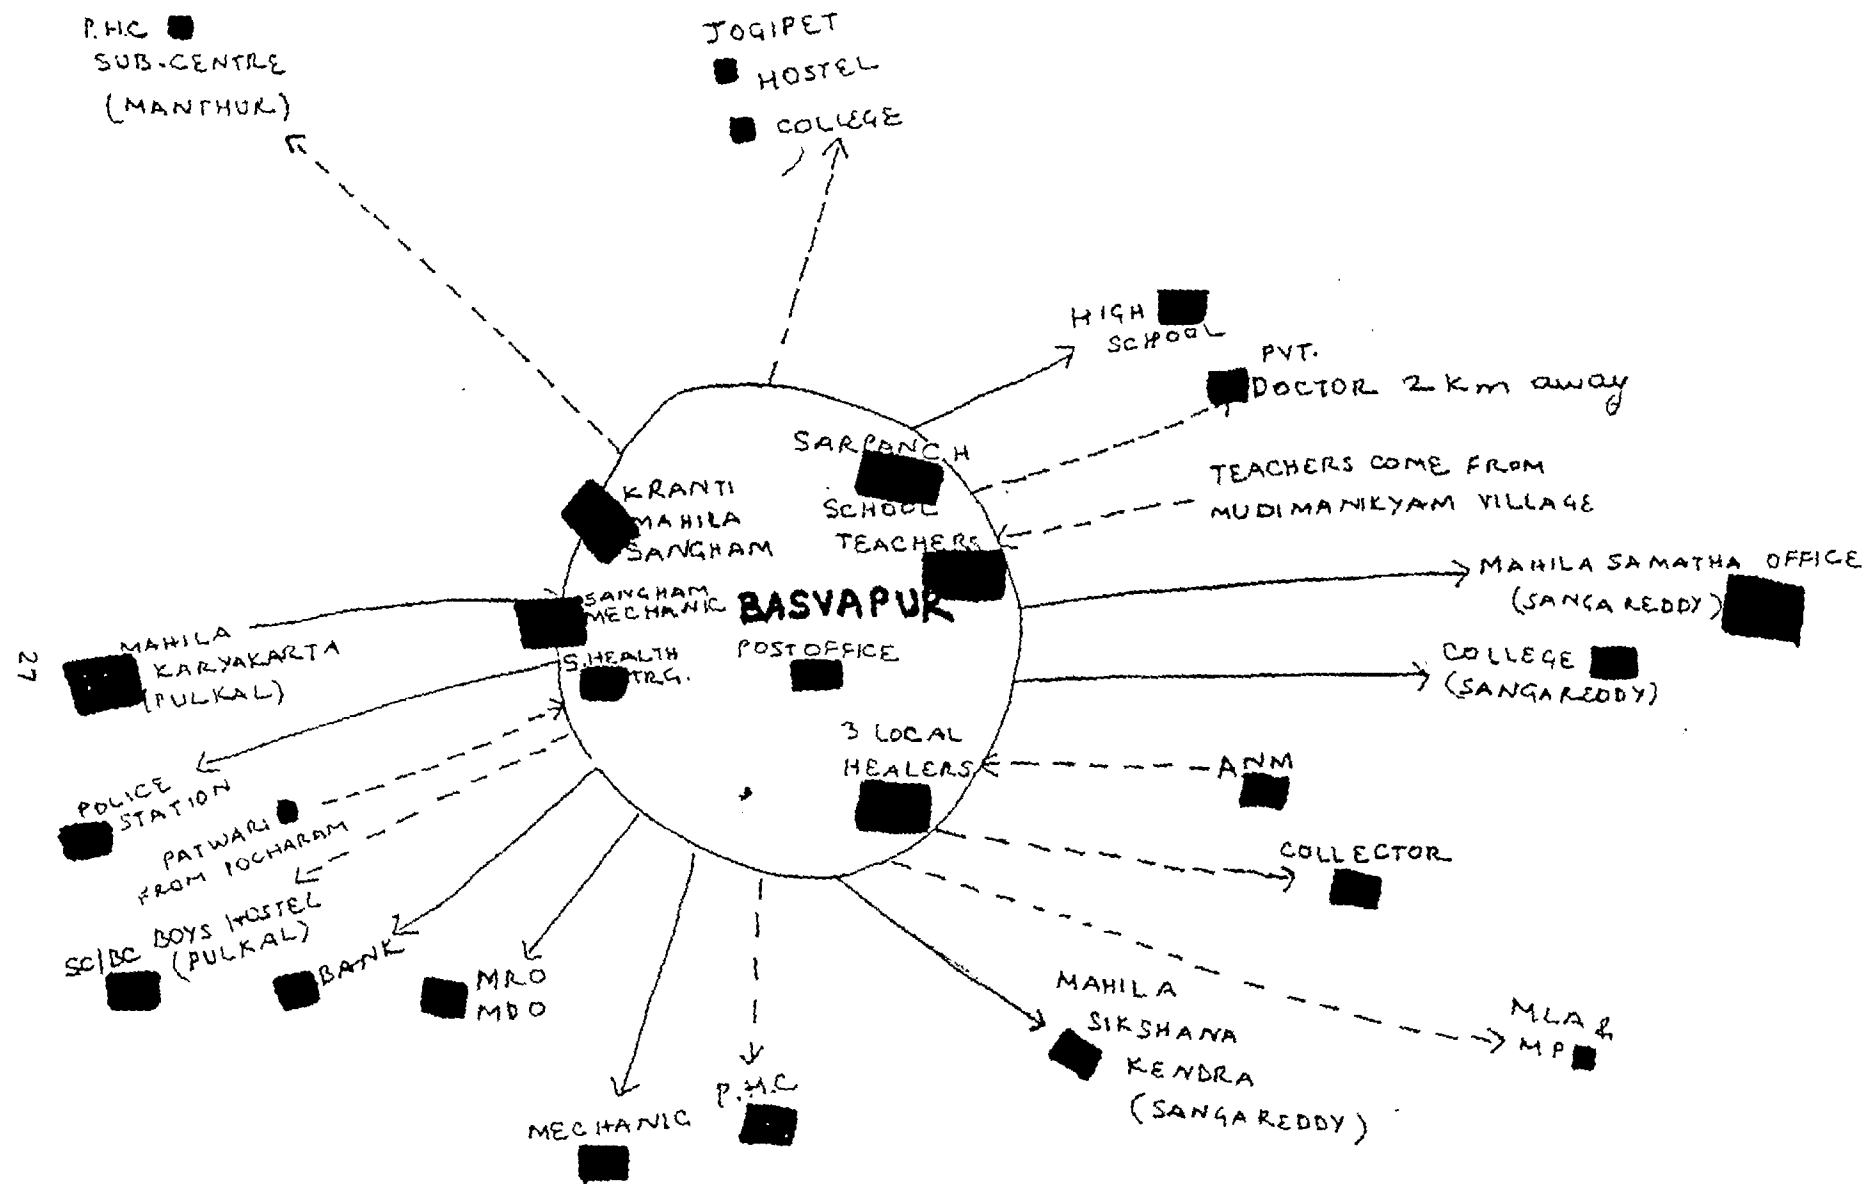 P.H.C
SUB-CENTRE
(MANTHUR)
JOGIPET
HOSTEL
COLLEGE
HIGH
SCHOOL
PVT.
DOCTOR 2 Km away
TEACHERS COME FROM
MUDIMANIKYAM VILLAGE
SARPANCH
SCHOOL
TEACHERS
KRANTI
MAHILA
SANGHAM
SANGHAM
MECHANIC
BASVAPUR
S.HEALTH
TRG.
POST OFFICE
3 LOCAL
HEALERS
MAHILA SAMATHA OFFICE
(SANGAREDDY)
COLLEGE
(SANGAREDDY)
ANM
COLLECTOR
MLA &
MP
MAHILA
SIKSHANA
KENDRA
(SANGAREDDY)
P.H.C
MECHANIC
MRO
MDO
BANK
SC/BC BOYS HOSTEL
(PULKAL)
PATWARI
FROM POCHARAM
POLICE
STATION
MAHILA
KARYAKARTA
(PULKAL)
27